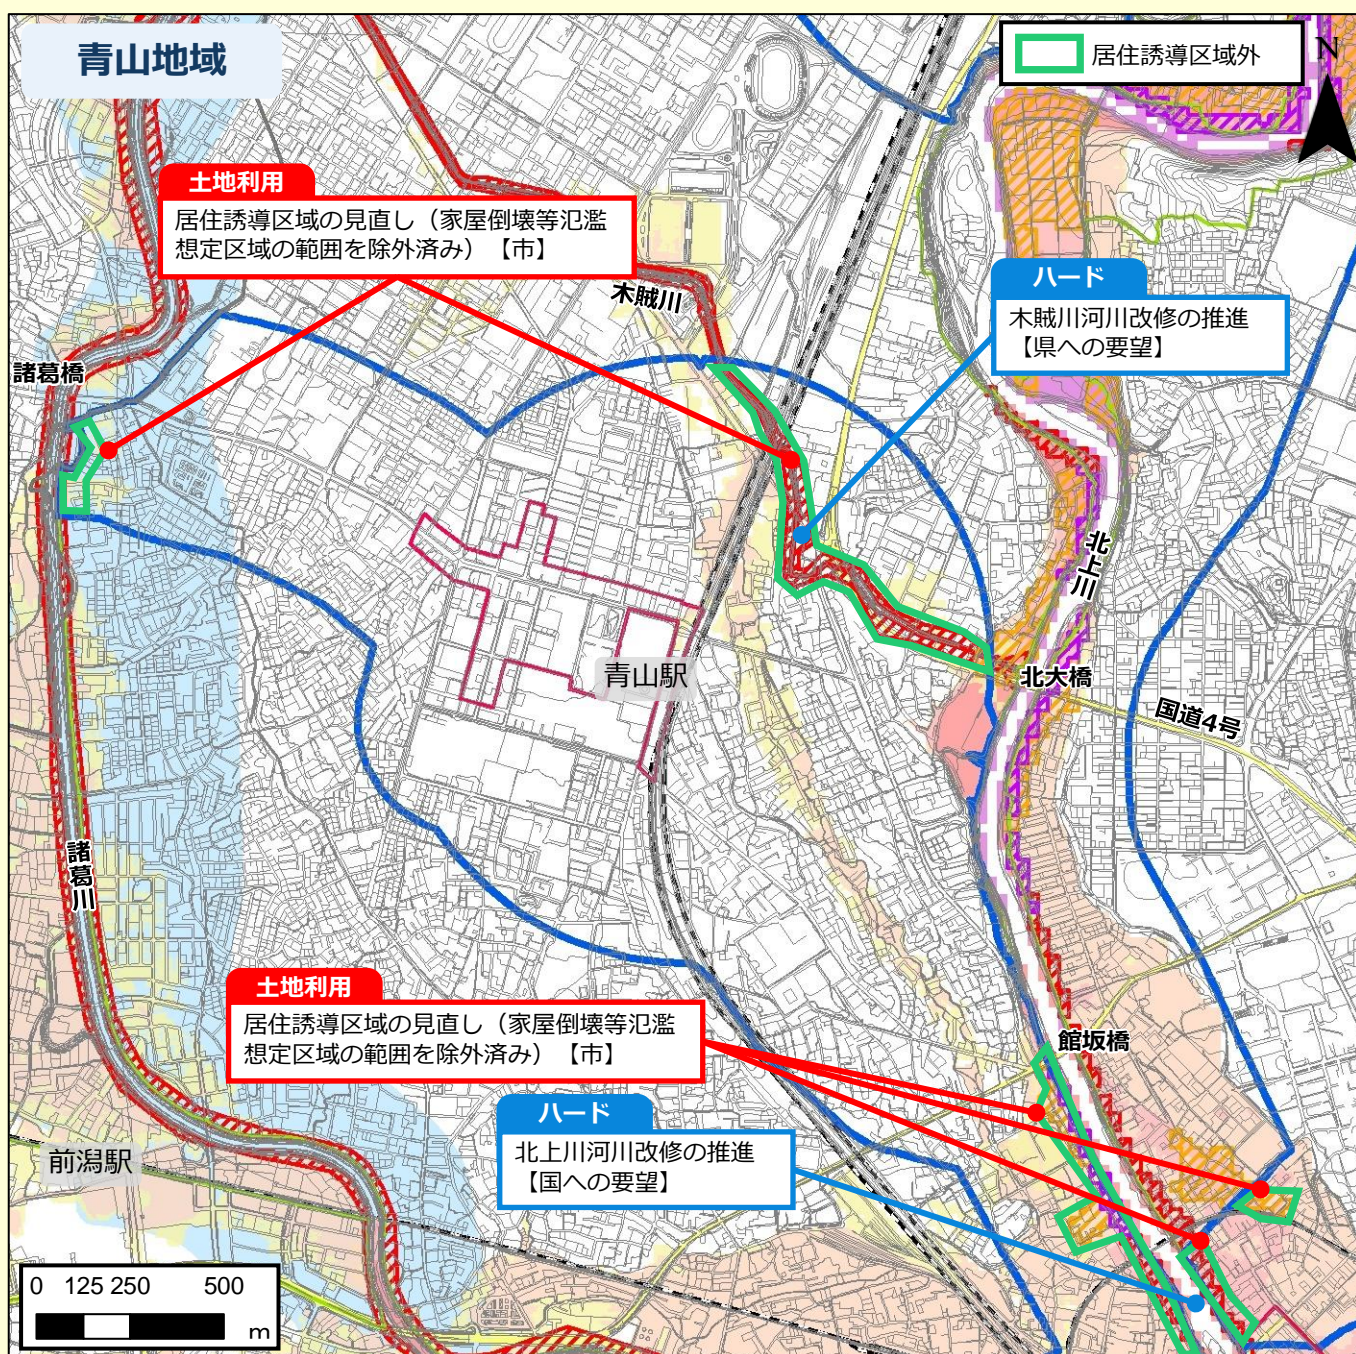 青山地域
居住誘導区域外
N
土地利用
居住誘導区域の見直し（家屋倒壊等氾濫
想定区域の範囲を除外済み）【市】
木賊川
ハード
木賊川河川改修の推進
【県への要望】
諸葛橋
北上川
青山駅
北大橋
国道4号
諸葛川
土地利用
居住誘導区域の見直し（家屋倒壊等氾濫
想定区域の範囲を除外済み）【市】
館坂橋
ハード
北上川河川改修の推進
【国への要望】
前潟駅
0 125 250 500
m